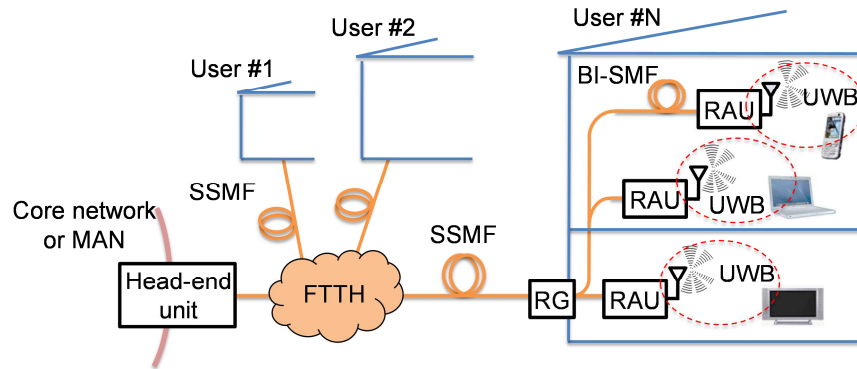 User #1
User #2
User #N
BI-SMF
RAU
UWB
SSMF
RAU
UWB
Core network
or MAN
SSMF
Head-end
unit
FTTH
RG
RAU
UWB